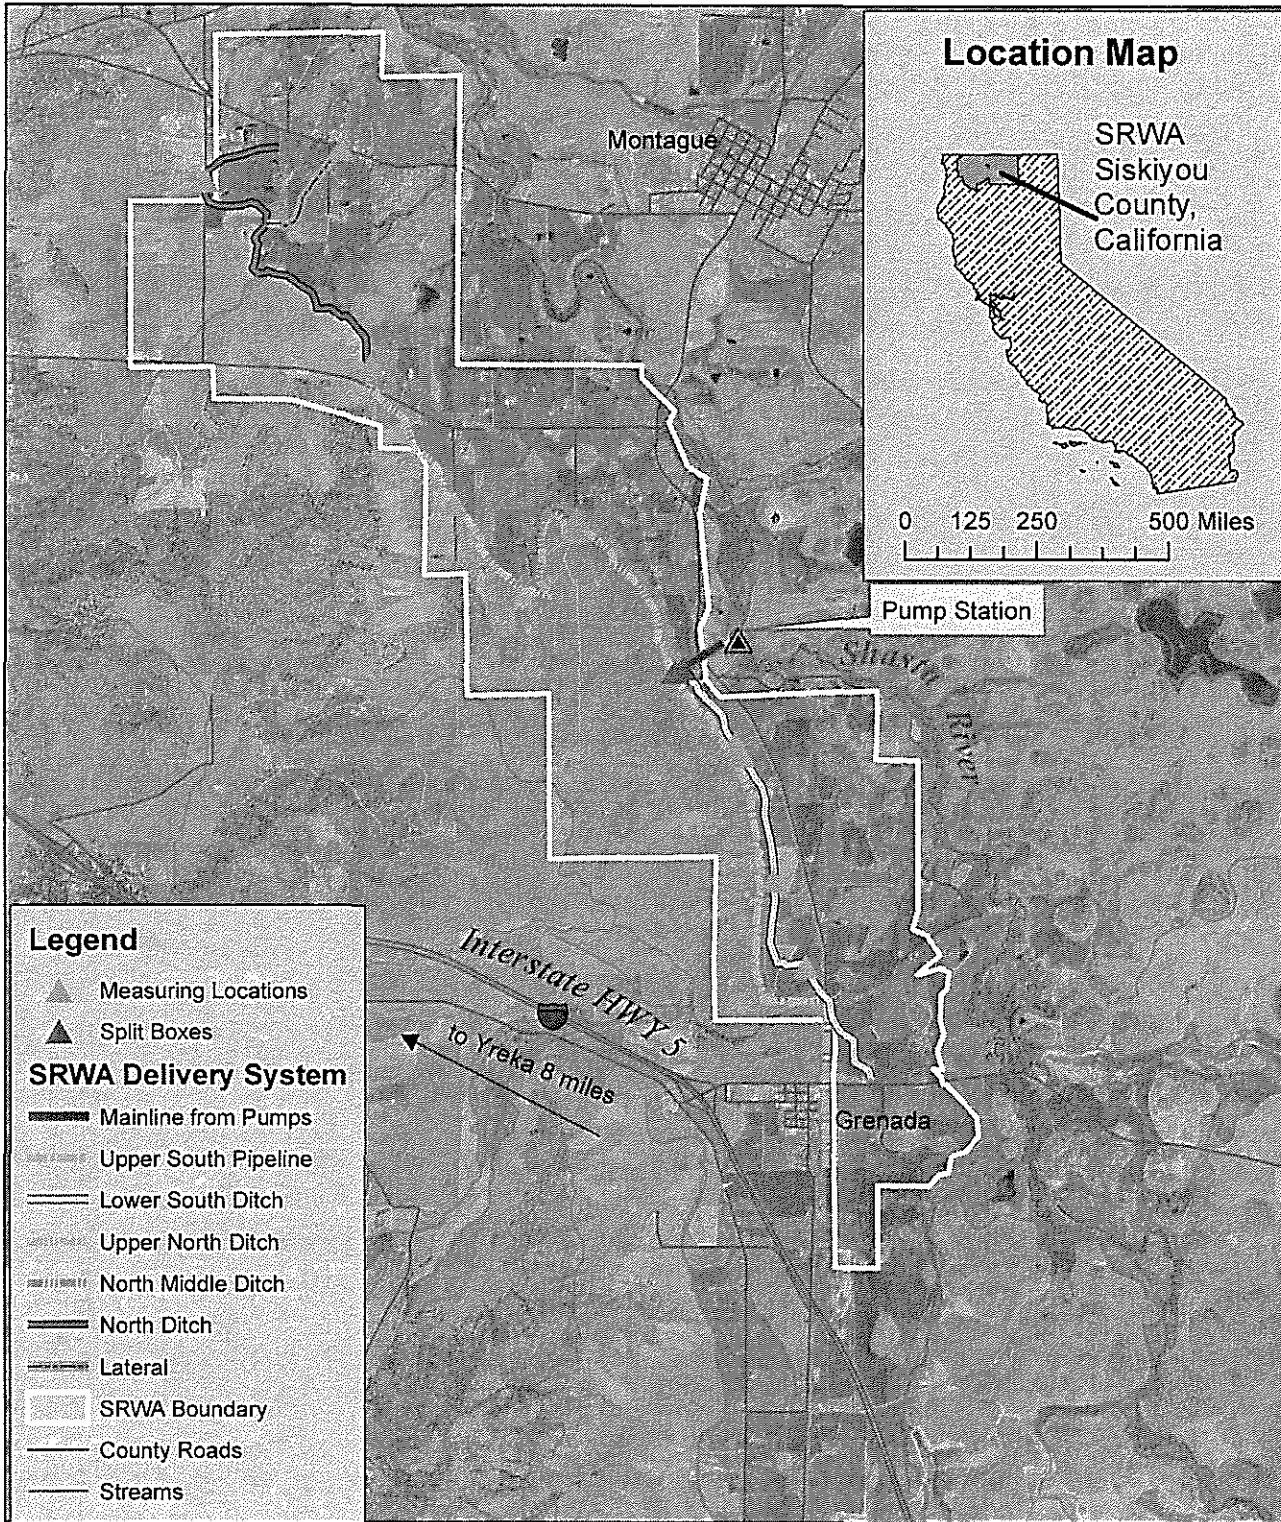 Location Map
SRWA
Siskiyou
County,
California
0 125 250 500 Miles
Montague
Pump Station
Shasta
River
Interstate HWY 5
to Yreka 8 miles
Grenada
Legend
Measuring Locations
Split Boxes
SRWA Delivery System
Mainline from Pumps
Upper South Pipeline
Lower South Ditch
Upper North Ditch
North Middle Ditch
North Ditch
Lateral
SRWA Boundary
County Roads
Streams